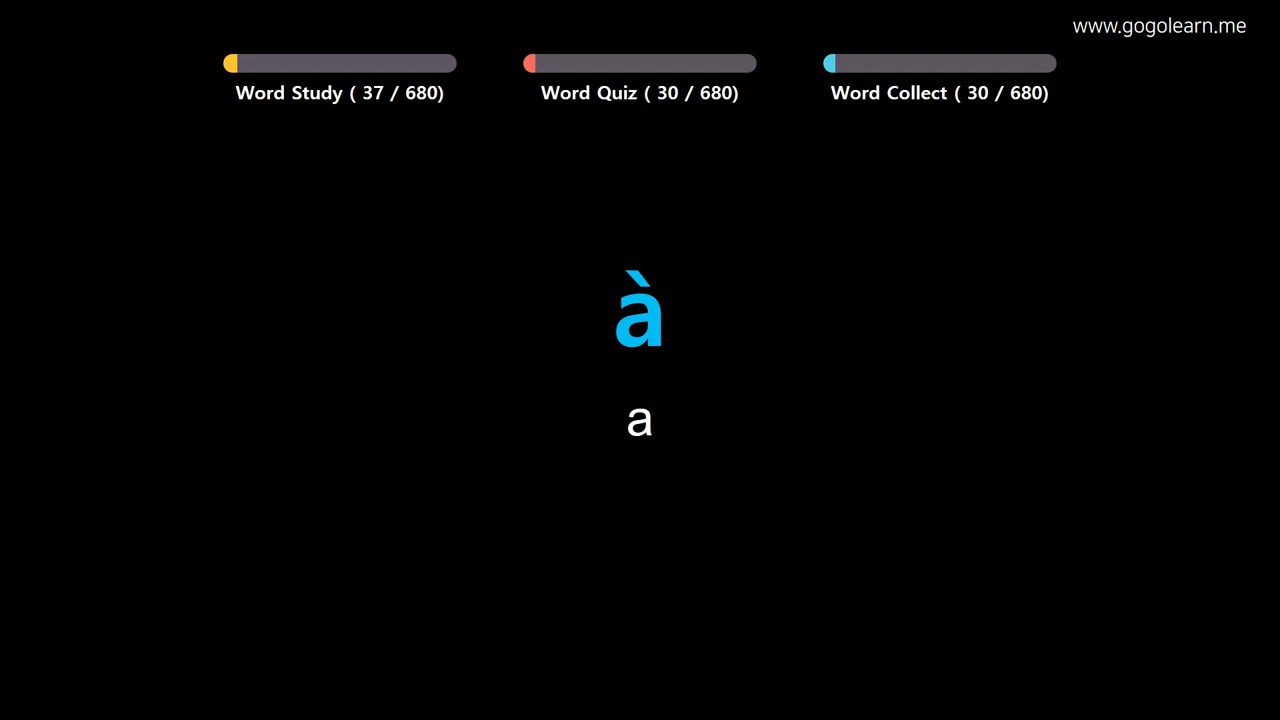 www.gogolearn.me
Word Study ( 37 / 680)
Word Quiz ( 30 / 680)
Word Collect ( 30 / 680)
à
a